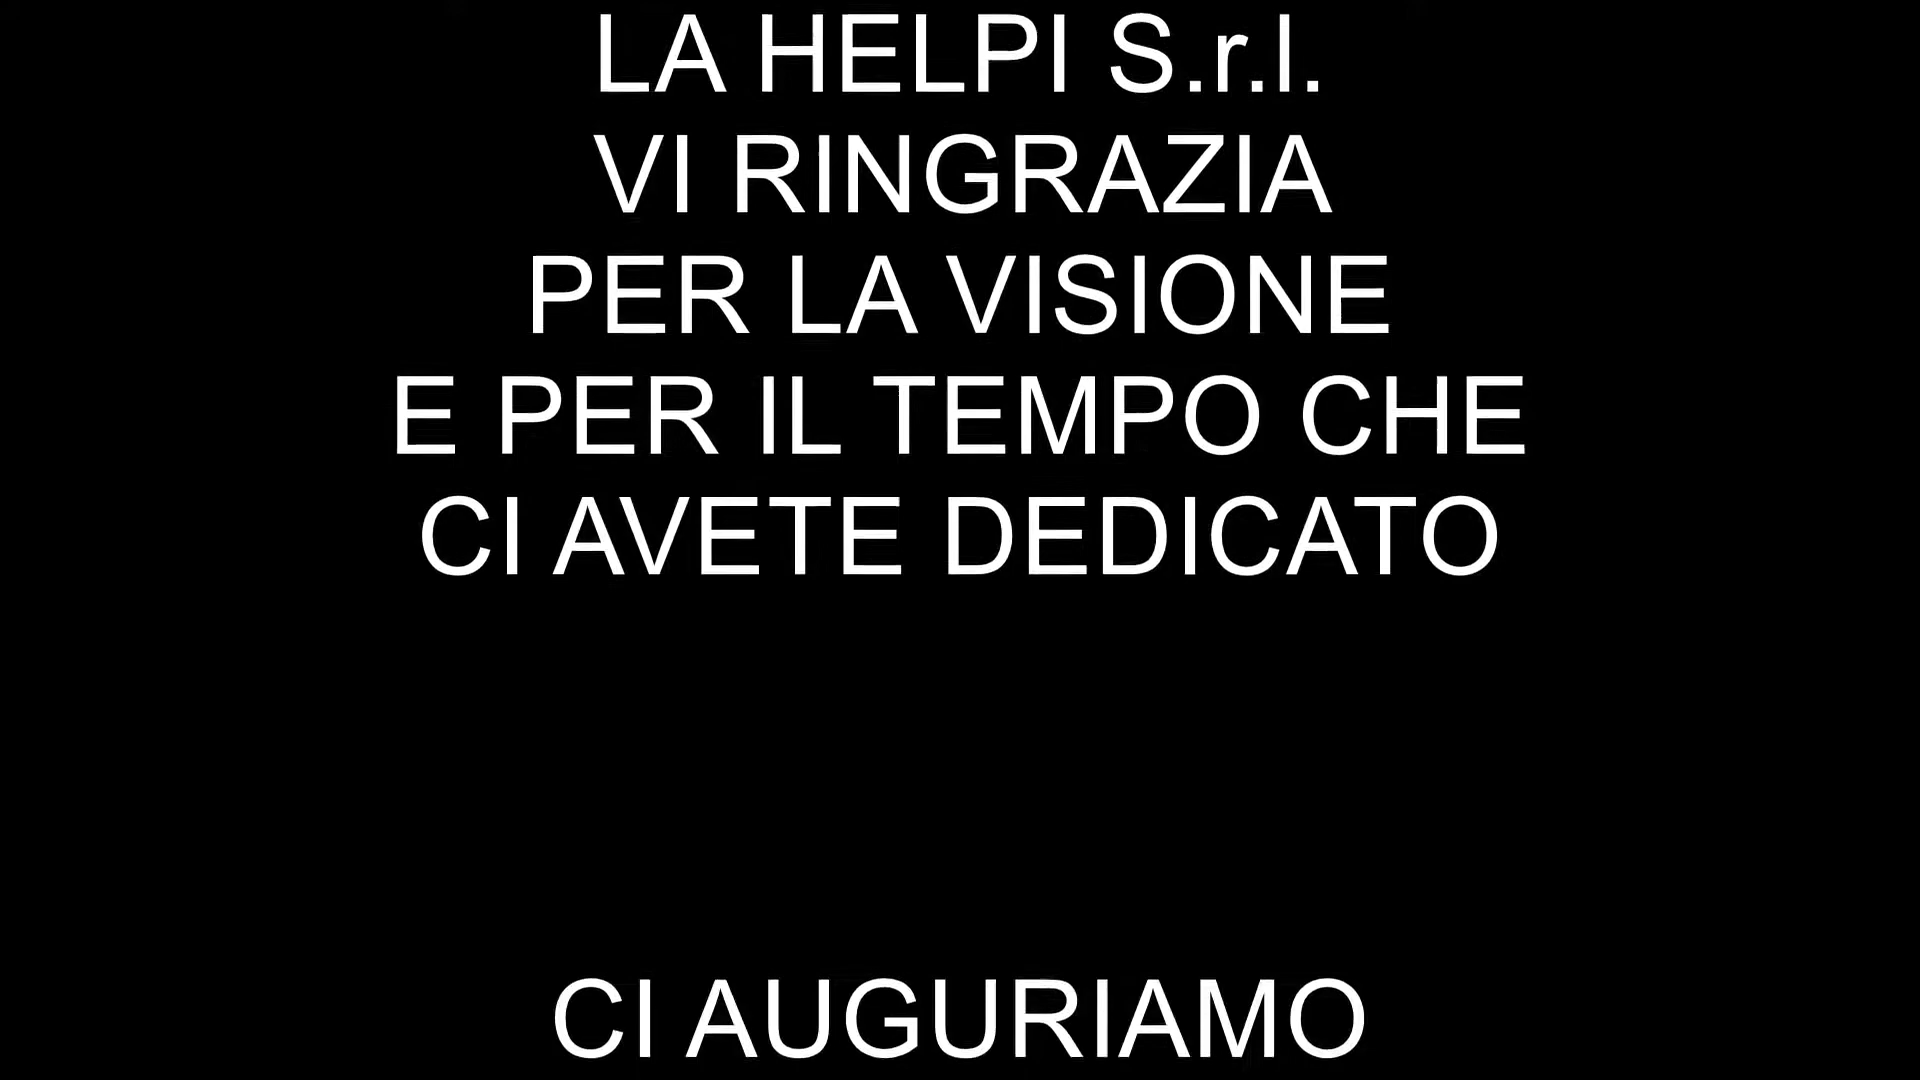 LA HELPI S.r.l.
VI RINGRAZIA
PER LA VISIONE
E PER IL TEMPO CHE
CI AVETE DEDICATO
CI AUGURIAMO